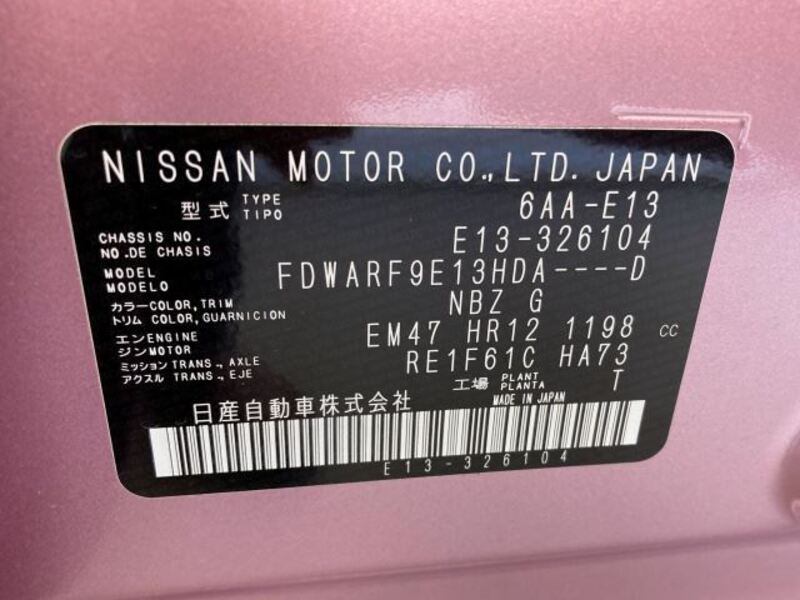 NISSAN MOTOR CO.,LTD. JAPAN
型式 TYPE TIPO 6AA-E13
CHASSIS NO. NO.DE CHASIS E13-326104
MODEL MODELO FDWARF9E13HDA----D
カラー COLOR, TRIM トリム COLOR, GUARNICION NBZ G
エンジン ENGINE MOTOR EM47 HR12 1198 CC
ミッション TRANS., AXLE アクスル TRANS., EJE RE1F61C HA73
工場 PLANT PLANTA T
日産自動車株式会社 MADE IN JAPAN
E13-326104